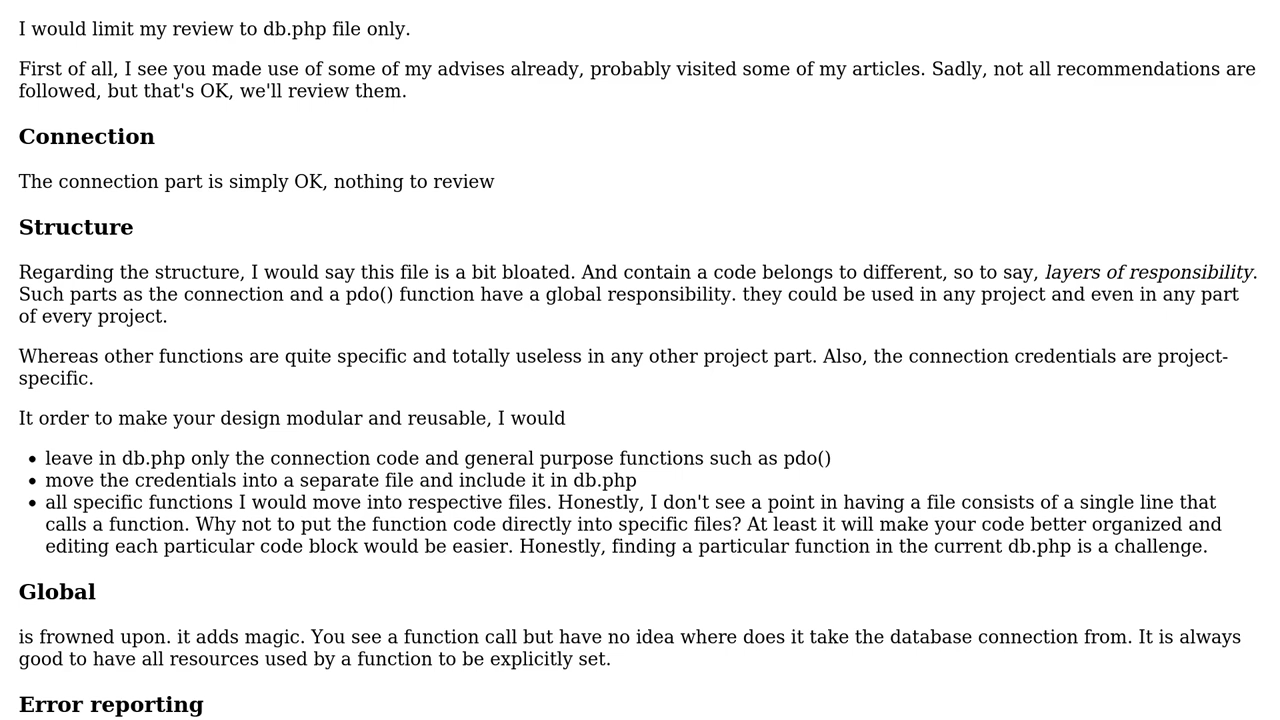 I would limit my review to db.php file only.
First of all, I see you made use of some of my advises already, probably visited some of my articles. Sadly, not all recommendations are
followed, but that's OK, we'll review them.
Connection
The connection part is simply OK, nothing to review
Structure
Regarding the structure, I would say this file is a bit bloated. And contain a code belongs to different, so to say, layers of responsibility.
Such parts as the connection and a pdo() function have a global responsibility. they could be used in any project and even in any part
of every project.
Whereas other functions are quite specific and totally useless in any other project part. Also, the connection credentials are project-
specific.
It order to make your design modular and reusable, I would
• leave in db.php only the connection code and general purpose functions such as pdo()
• move the credentials into a separate file and include it in db.php
• all specific functions I would move into respective files. Honestly, I don't see a point in having a file consists of a single line that
calls a function. Why not to put the function code directly into specific files? At least it will make your code better organized and
editing each particular code block would be easier. Honestly, finding a particular function in the current db.php is a challenge.
Global
is frowned upon. it adds magic. You see a function call but have no idea where does it take the database connection from. It is always
good to have all resources used by a function to be explicitly set.
Error reporting